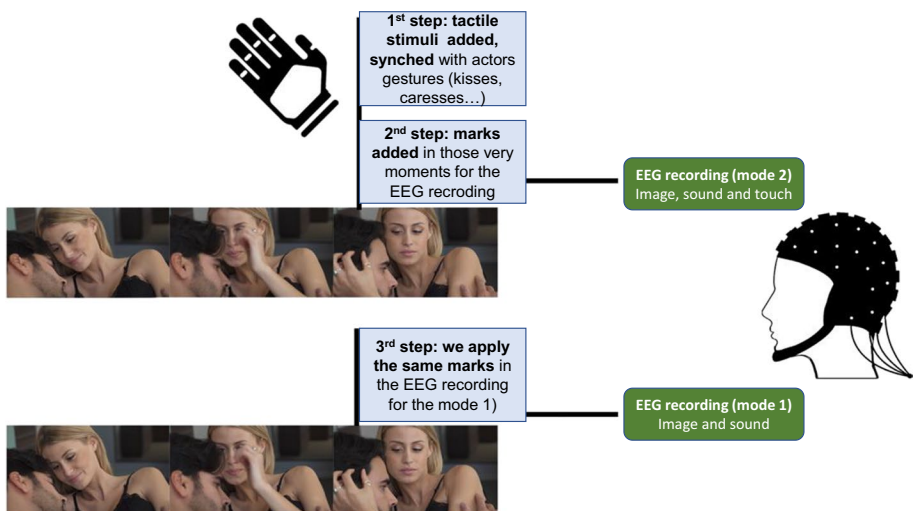 1st step: tactile
stimuli added,
synched with actors
gestures (kisses,
caresses…)
2nd step: marks
added in those very
moments for the
EEG recroding
EEG recording (mode 2)
Image, sound and touch
3rd step: we apply
the same marks in
the EEG recording
for the mode 1)
EEG recording (mode 1)
Image and sound